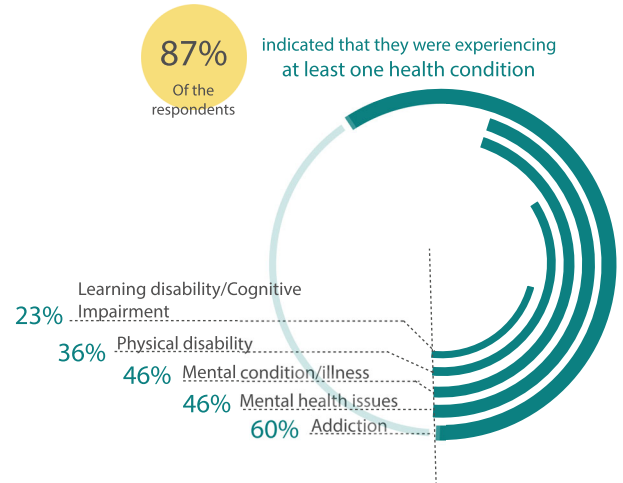 87%
Of the
respondents
indicated that they were experiencing
at least one health condition
Learning disability/Cognitive
Impairment
23%
Physical disability
36%
Mental condition/illness
46%
Mental health issues
46%
Addiction
60%